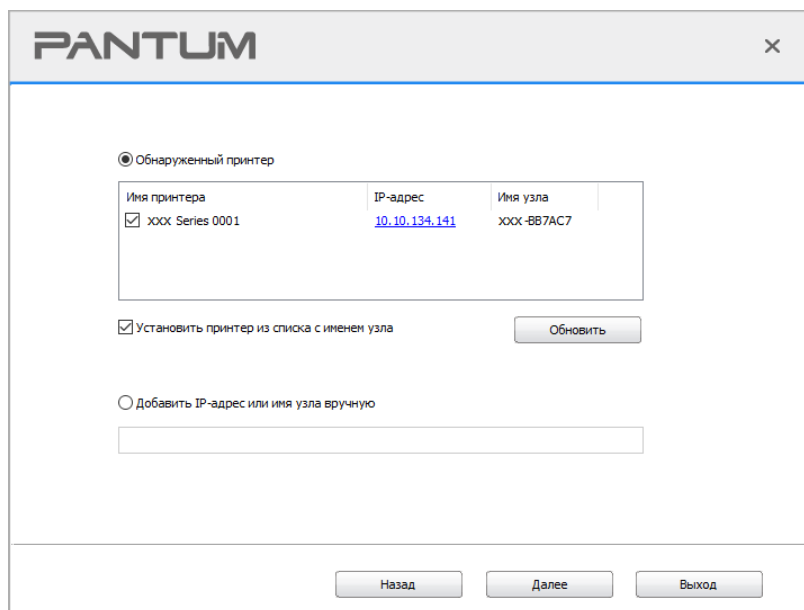 PANTUM
Обнаруженный принтер
Имя принтера IP-адрес Имя узла
XXX Series 0001 10.10.134.141 XXX-BB7AC7
Установить принтер из списка с именем узла Обновить
Добавить IP-адрес или имя узла вручную
Назад Далее Выход